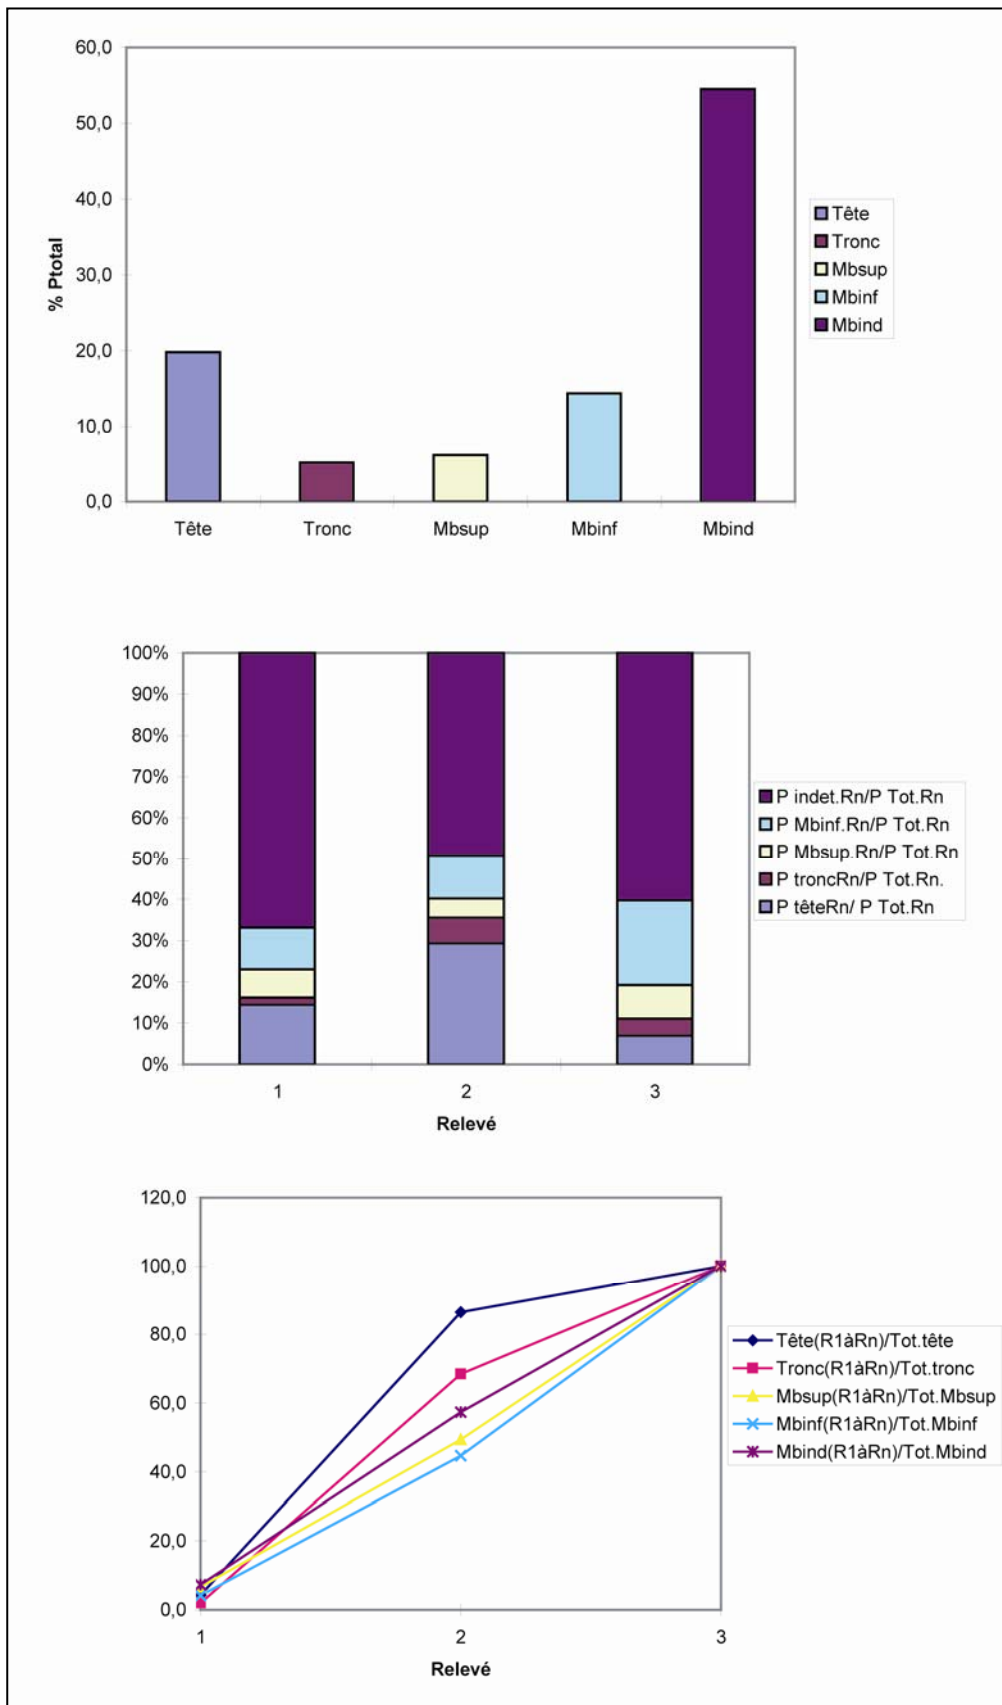 60,0
50,0
40,0
30,0
20,0
10,0
0,0
% Ptotal
Tête Tronc Mbsup Mbinf Mbind
Tête
Tronc
Mbsup
Mbinf
Mbind
100%
90%
80%
70%
60%
50%
40%
30%
20%
10%
0%
1 2 3
Relevé
P indet.Rn/P Tot.Rn
P Mbinf.Rn/P Tot.Rn
P Mbsup.Rn/P Tot.Rn
P troncRn/P Tot.Rn.
P têteRn/ P Tot.Rn
120,0
100,0
80,0
60,0
40,0
20,0
0,0
1 2 3
Relevé
Tête(R1àRn)/Tot.tête
Tronc(R1àRn)/Tot.tronc
Mbsup(R1àRn)/Tot.Mbsup
Mbinf(R1àRn)/Tot.Mbinf
Mbind(R1àRn)/Tot.Mbind